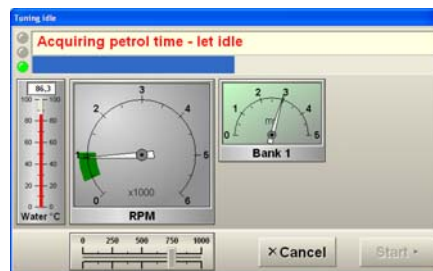 Tuning idle
Acquiring petrol time - let idle
86,3
100 100
80 80
60 60
40 40
20 20
0 0
Water °C
0 1 2 3 4 5 6
x1000
RPM
0 1 2 3 4 5
Bank 1
0 250 500 750 1000
×Cancel
Start